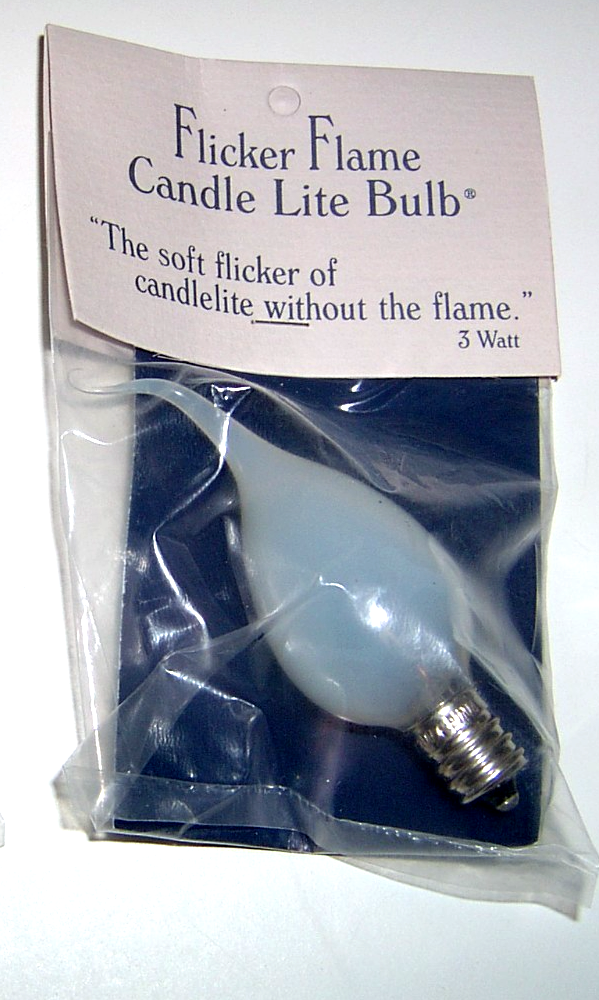 Flicker Flame
Candle Lite Bulb®
“The soft flicker of
candlelite without the flame.”
3 Watt